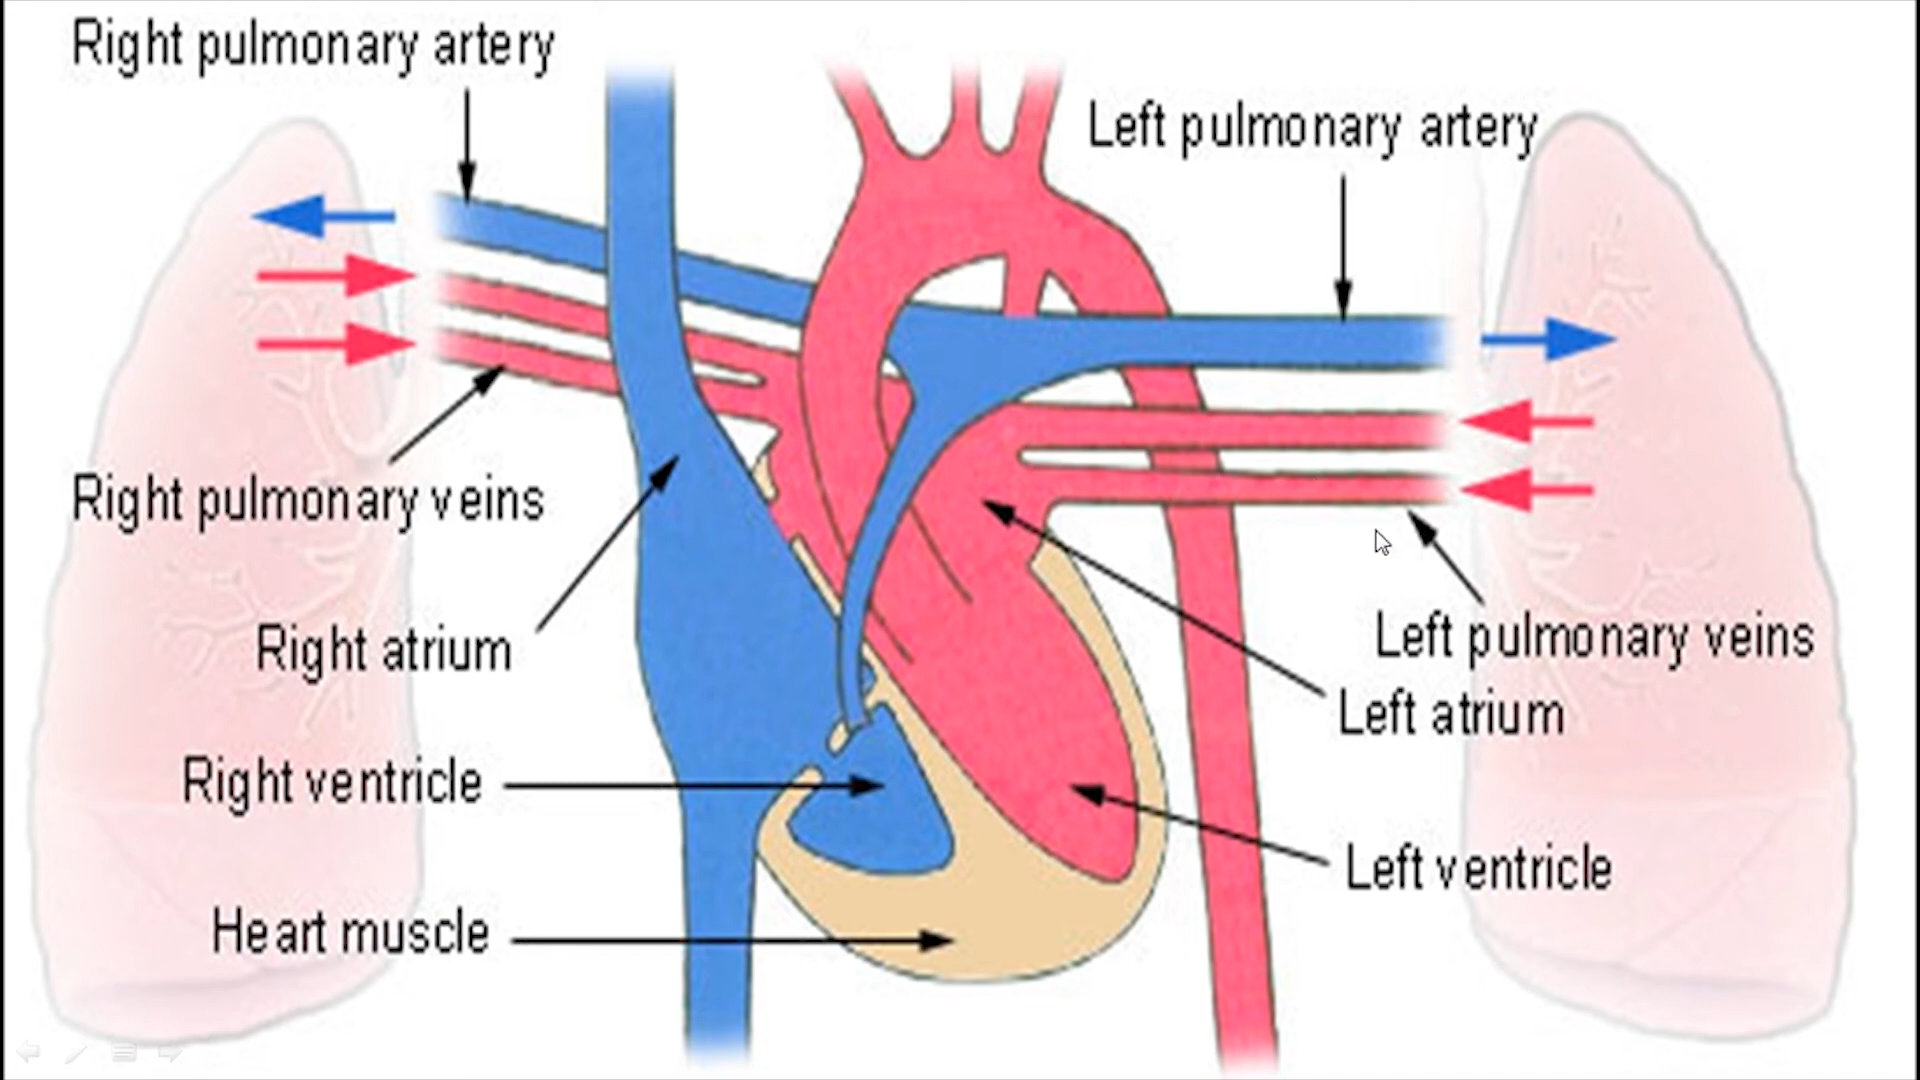 Right pulmonary artery
Left pulmonary artery
Right pulmonary veins
Right atrium
Left pulmonary veins
Left atrium
Right ventricle
Left ventricle
Heart muscle